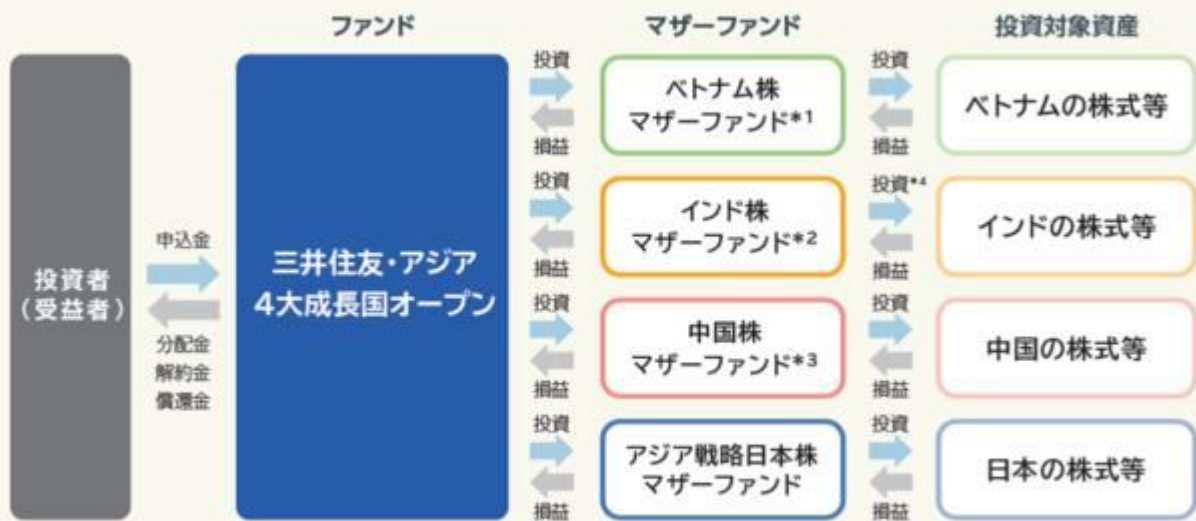 ファンド
マザーファンド
投資対象資産
投資者
（受益者）
申込金
分配金
解約金
償還金
三井住友・アジア
4大成長国オープン
投資
損益
ベトナム株
マザーファンド*1
投資
損益
ベトナムの株式等
投資
損益
インド株
マザーファンド*2
投資*4
損益
インドの株式等
投資
損益
中国株
マザーファンド*3
投資
損益
中国の株式等
投資
損益
アジア戦略日本株
マザーファンド
投資
損益
日本の株式等